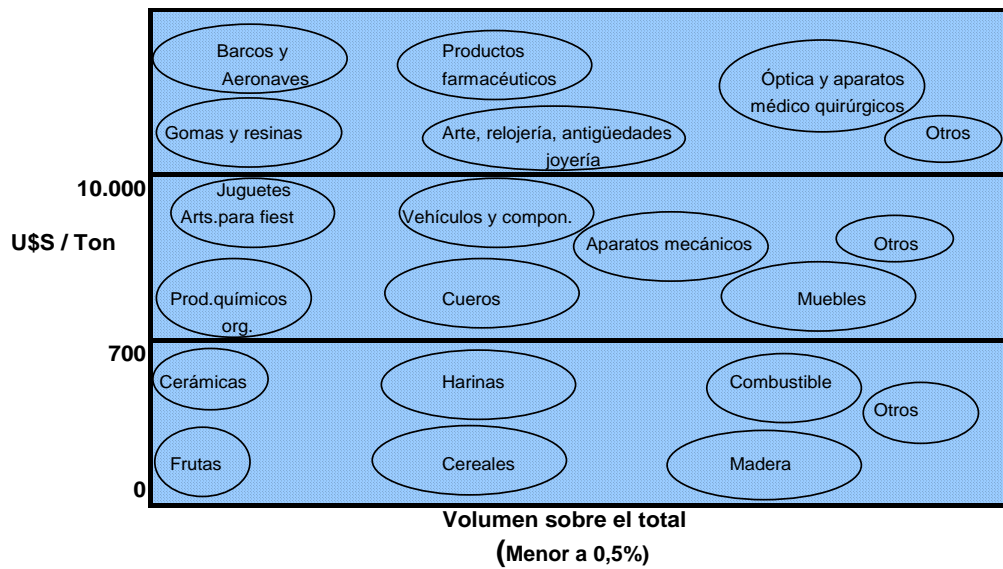 Barcos y
Aeronaves
Productos
farmacéuticos
Óptica y aparatos
médico quirúrgicos
Gomas y resinas
Arte, relojería, antigüedades
joyería
Otros
10.000
U$S / Ton
Juguetes
Arts.para fiest
Vehículos y compon.
Aparatos mecánicos
Otros
Prod.químicos
org.
Cueros
Muebles
700
Cerámicas
Harinas
Combustible
Otros
Frutas
Cereales
Madera
0
Volumen sobre el total
(Menor a 0,5%)